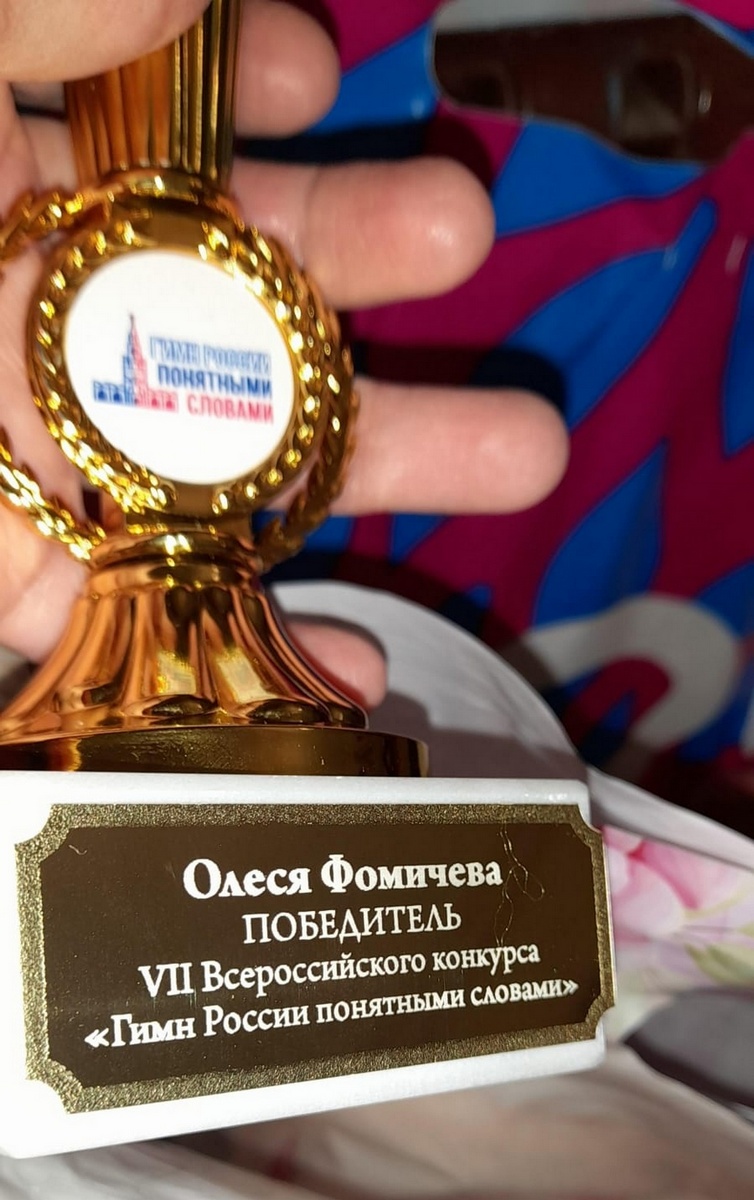 ГИМН РОССИИ
ПОНЯТНЫМИ
СЛОВАМИ
Олеся Фомичева
ПОБЕДИТЕЛЬ
VII Всероссийского конкурса
«Гимн России понятными словами»